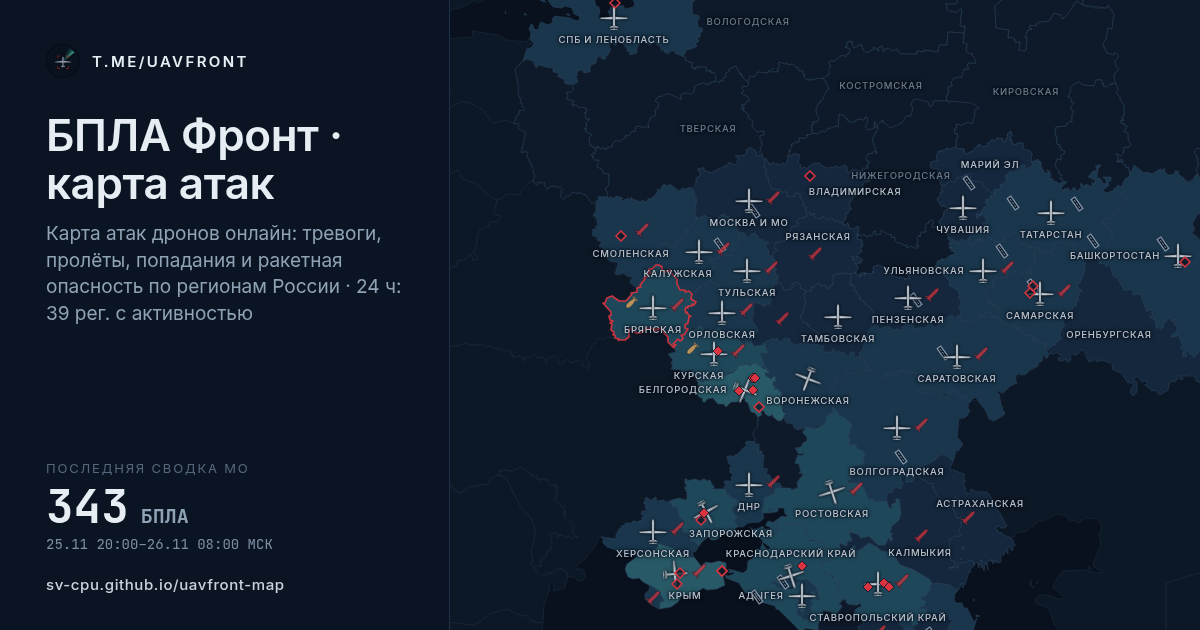 T.ME/UAVFRONT
БПЛА Фронт ·
карта атак
Карта атак дронов онлайн: тревоги,
пролёты, попадания и ракетная
опасность по регионам России · 24 ч:
39 рег. с активностью
ПОСЛЕДНЯЯ СВОДКА МО
343 БПЛА
25.11 20:00–26.11 08:00 МСК
sv-cpu.github.io/uavfront-map
ВОЛОГОДСКАЯ
СПБ И ЛЕНОБЛАСТЬ
КОСТРОМСКАЯ
КИРОВСКАЯ
ТВЕРСКАЯ
МАРИЙ ЭЛ
НИЖЕГОРОДСКАЯ
ВЛАДИМИРСКАЯ
МОСКВА И МО
РЯЗАНСКАЯ
ЧУВАШИЯ
ТАТАРСТАН
СМОЛЕНСКАЯ
БАШКОРТОСТАН
КАЛУЖСКАЯ
УЛЬЯНОВСКАЯ
ТУЛЬСКАЯ
САМАРСКАЯ
ПЕНЗЕНСКАЯ
БРЯНСКАЯ
ОРЛОВСКАЯ
ТАМБОВСКАЯ
ОРЕНБУРГСКАЯ
КУРСКАЯ
САРАТОВСКАЯ
БЕЛГОРОДСКАЯ
ВОРОНЕЖСКАЯ
ВОЛГОГРАДСКАЯ
ДНР
РОСТОВСКАЯ
АСТРАХАНСКАЯ
ЗАПОРОЖСКАЯ
ХЕРСОНСКАЯ
КРАСНОДАРСКИЙ КРАЙ
КАЛМЫКИЯ
КРЫМ
АДЫГЕЯ
СТАВРОПОЛЬСКИЙ КРАЙ